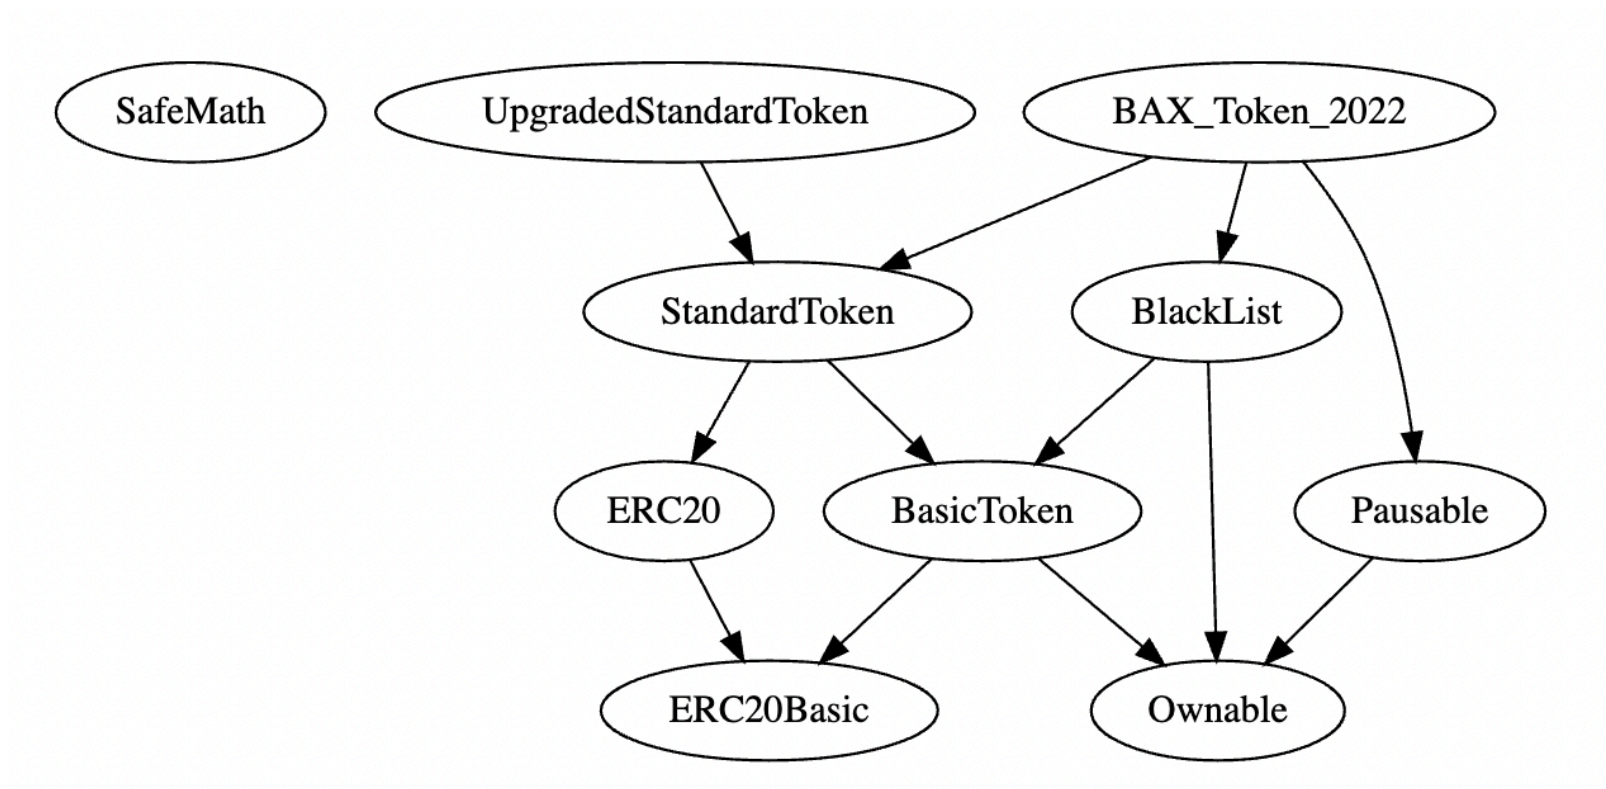 SafeMath
UpgradedStandardToken
BAX_Token_2022
StandardToken
BlackList
ERC20
BasicToken
Pausable
ERC20Basic
Ownable